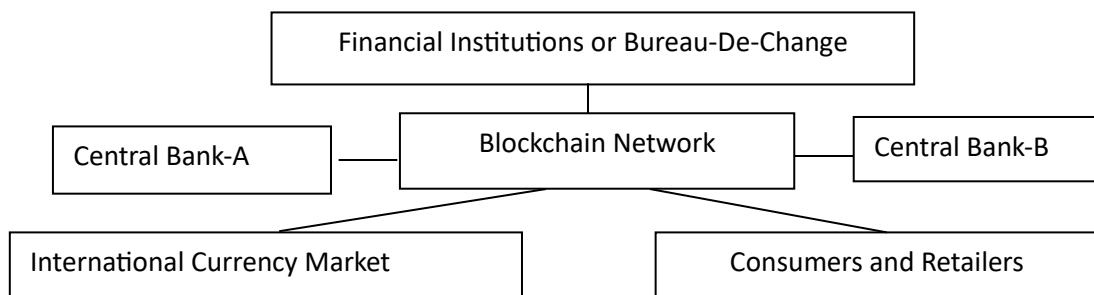 Financial Institutions or Bureau-De-Change
Blockchain Network
Central Bank-A
Central Bank-B
International Currency Market
Consumers and Retailers